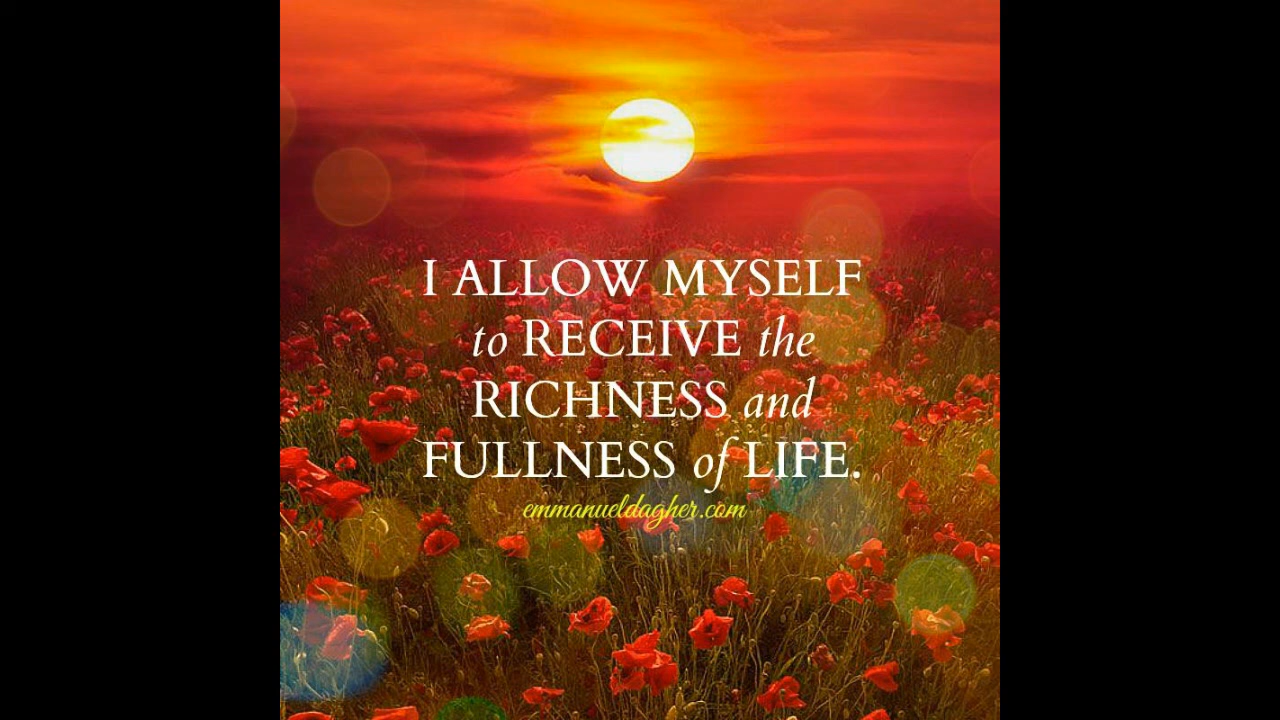 I ALLOW MYSELF
to RECEIVE the
RICHNESS and
FULLNESS of LIFE.
emmanueldagher.com